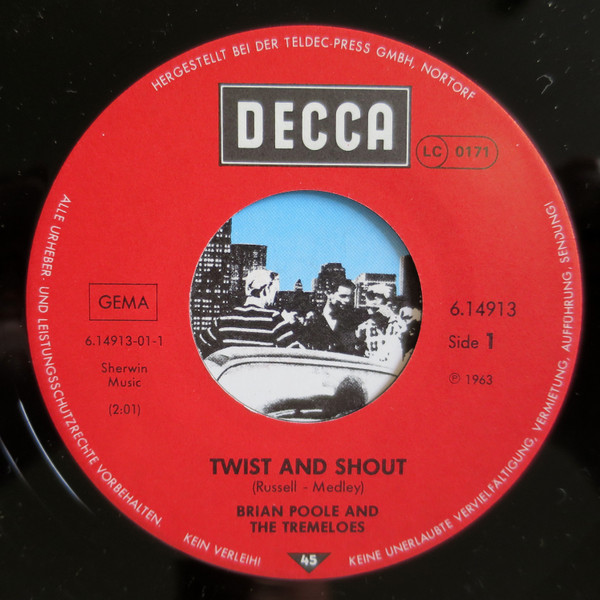 HERGESTELLT BEI DER TELDEC-PRESS GMBH, NORTORF
DECCA
LC 0171
GEMA
6.14913-01-1
Sherwin
Music
(2:01)
6.14913
Side 1
℗ 1963
TWIST AND SHOUT
(Russell - Medley)
BRIAN POOLE AND
THE TREMELOES
ALLE URHEBER- UND LEISTUNGSSCHUTZRECHTE VORBEHALTEN.
KEIN VERLEIH!
45
KEINE UNERLAUBTE VERVIELFÄLTIGUNG, VERMIETUNG, AUFFÜHRUNG, SENDUNG!